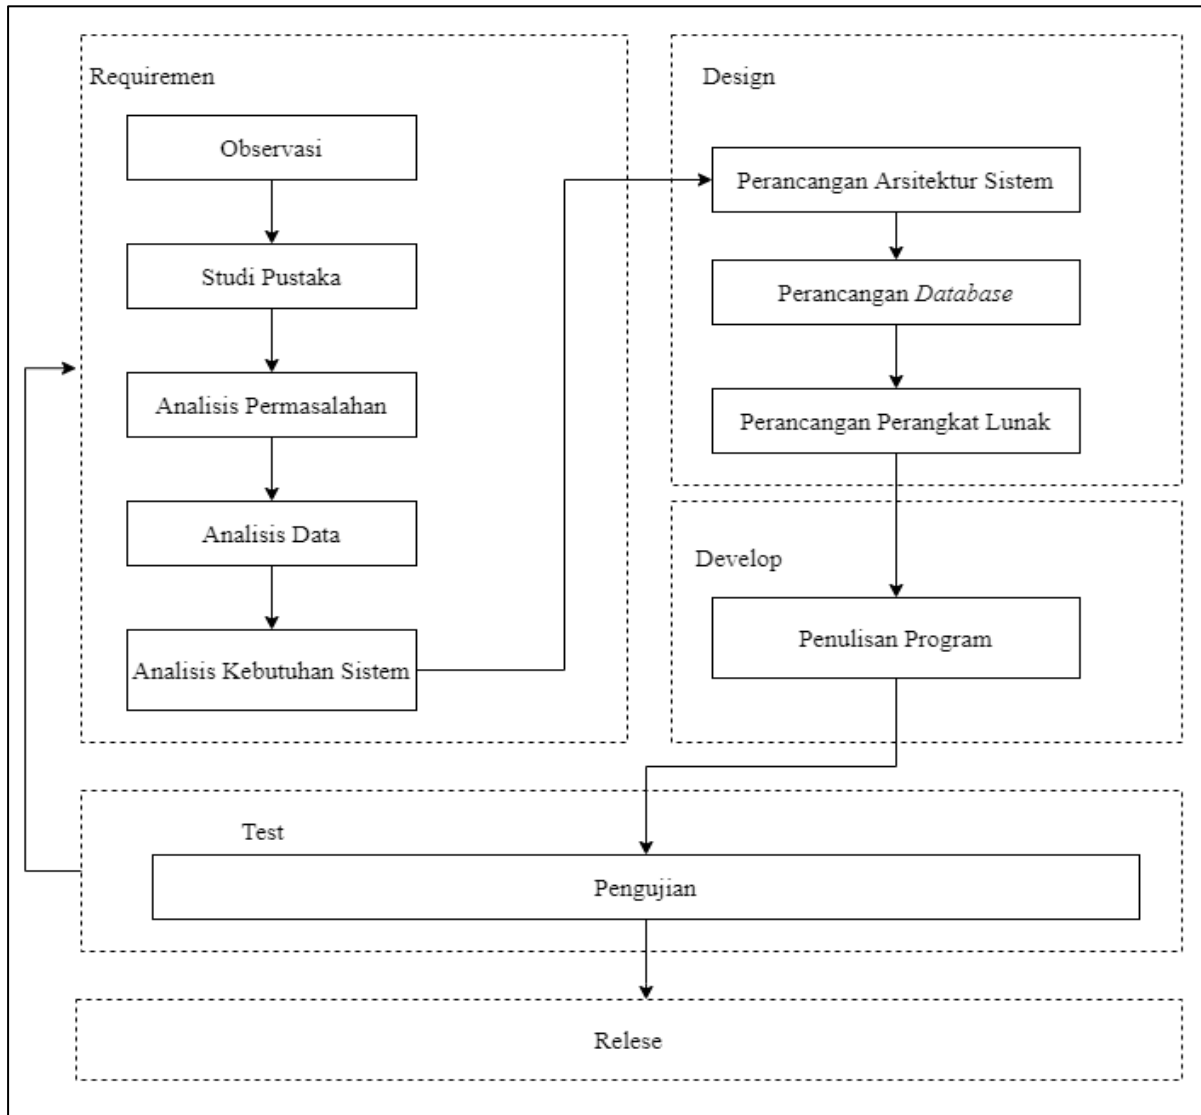 Requiremen
Observasi
Studi Pustaka
Analisis Permasalahan
Analisis Data
Analisis Kebutuhan Sistem
Design
Perancangan Arsitektur Sistem
Perancangan Database
Perancangan Perangkat Lunak
Develop
Penulisan Program
Test
Pengujian
Relese